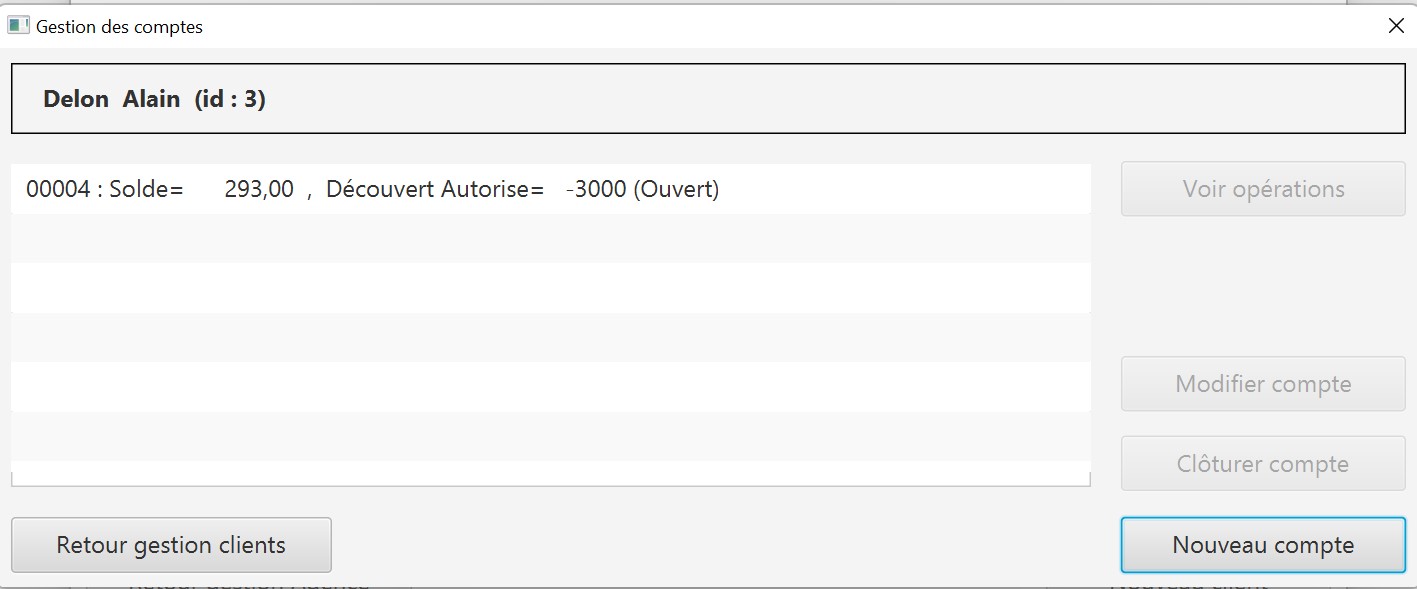 Gestion des comptes
Delon Alain (id : 3)
00004 : Solde= 293,00 , Découvert Autorise= -3000 (Ouvert)
Voir opérations
Modifier compte
Clôturer compte
Retour gestion clients
Nouveau compte